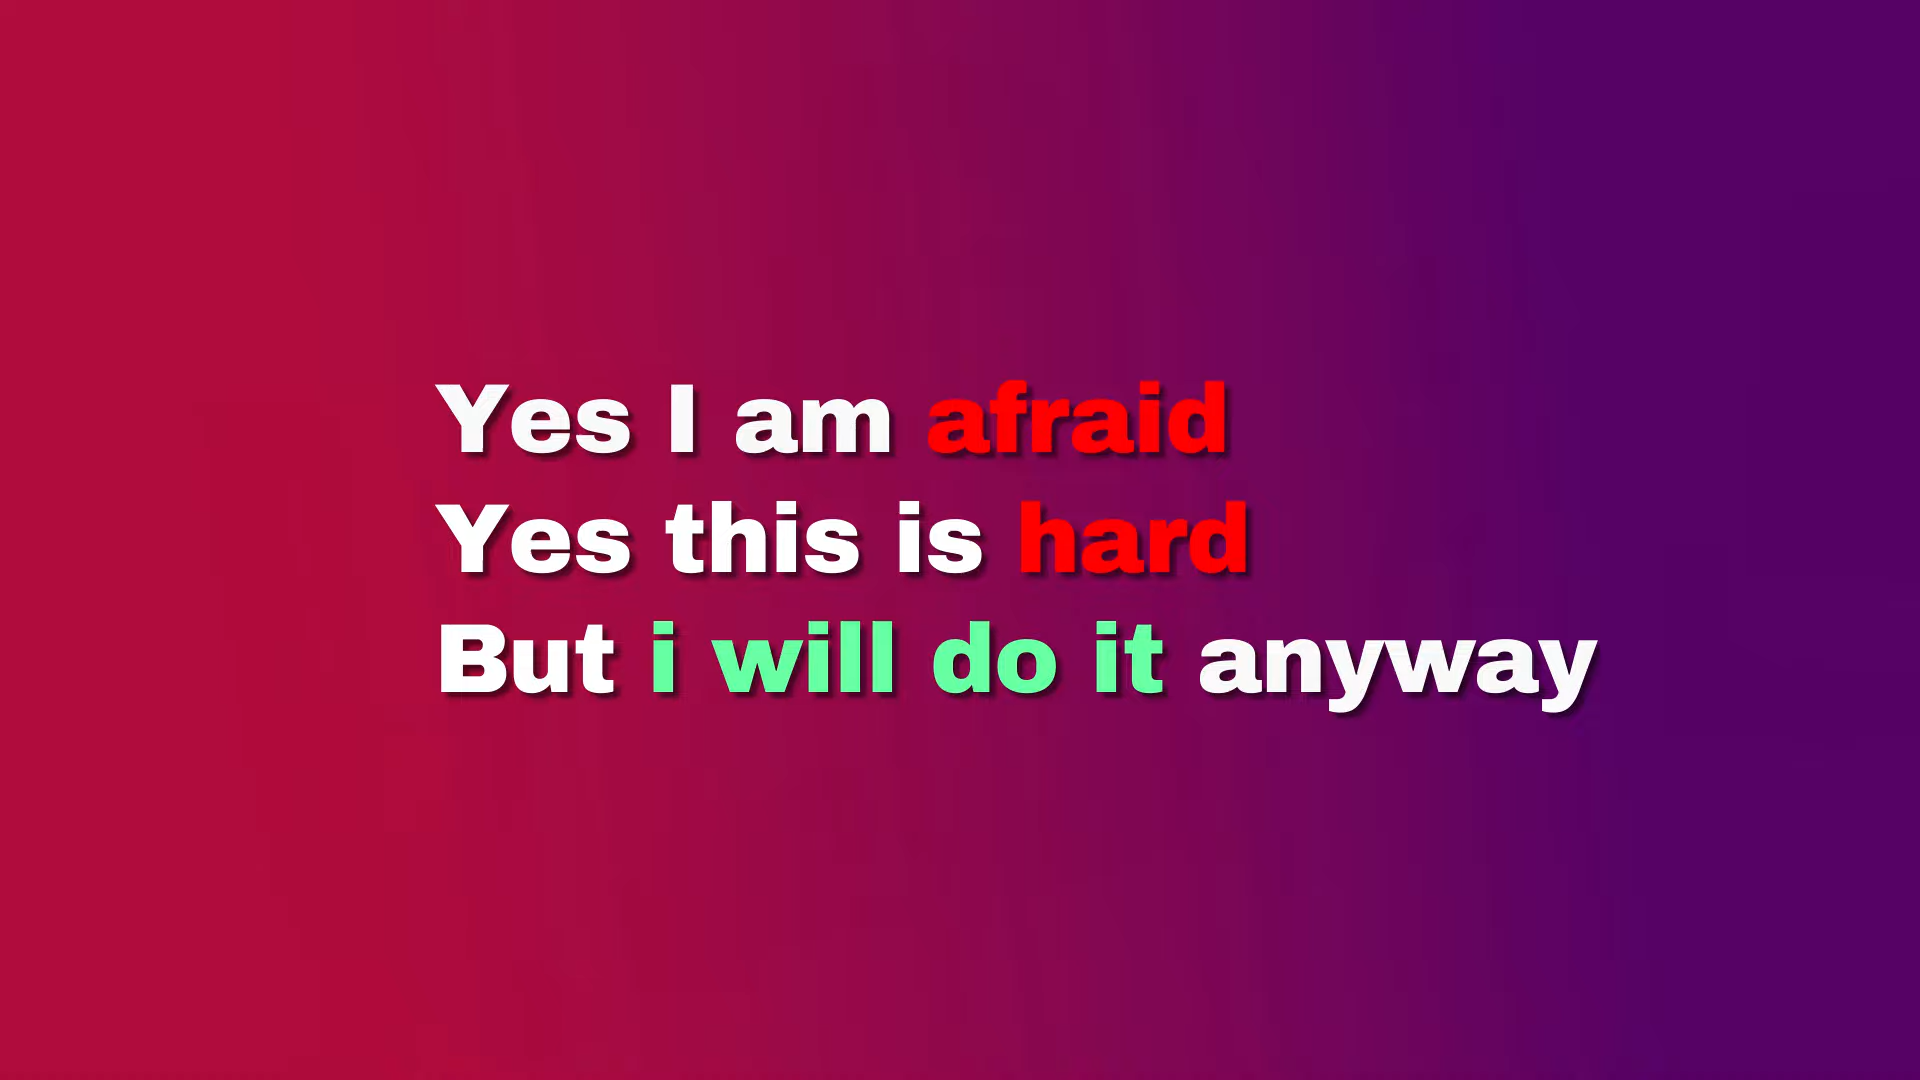 Yes I am afraid
Yes this is hard
But i will do it anyway